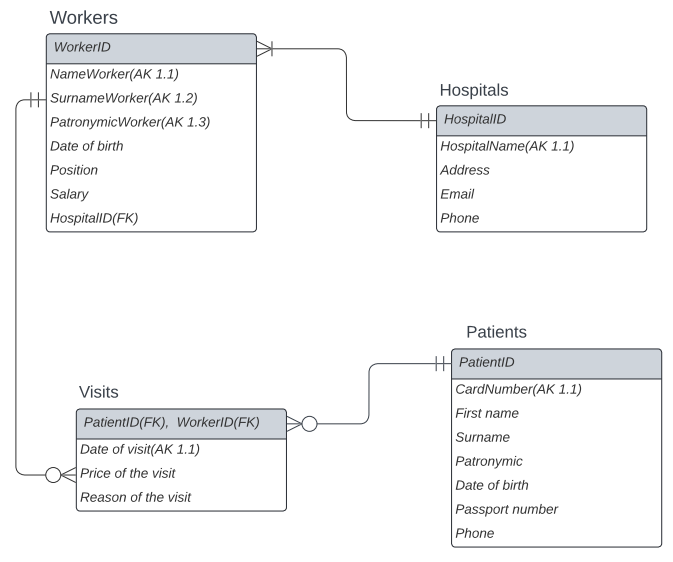 Workers
WorkerID
NameWorker(AK 1.1)
SurnameWorker(AK 1.2)
PatronymicWorker(AK 1.3)
Date of birth
Position
Salary
HospitalID(FK)
Hospitals
HospitalID
HospitalName(AK 1.1)
Address
Email
Phone
Visits
PatientID(FK), WorkerID(FK)
Date of visit(AK 1.1)
Price of the visit
Reason of the visit
Patients
PatientID
CardNumber(AK 1.1)
First name
Surname
Patronymic
Date of birth
Passport number
Phone